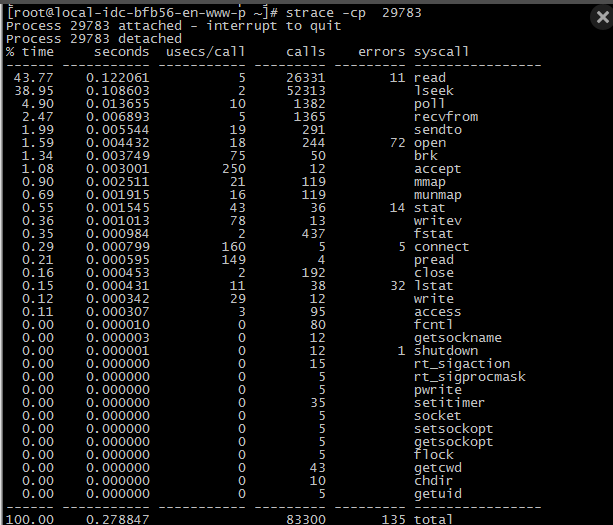 [root@local-idc-bfb56-en-www-p ~]# strace -cp  29783
Process 29783 attached - interrupt to quit
Process 29783 detached
% time     seconds  usecs/call     calls    errors syscall
------ ----------- ----------- --------- --------- ----------------
 43.77    0.122061           5     26331        11 read
 38.95    0.108603           2     52313           lseek
  4.90    0.013655          10      1382           poll
  2.47    0.006893           5      1365           recvfrom
  1.99    0.005544          19       291           sendto
  1.59    0.004432          18       244        72 open
  1.34    0.003749          75        50           brk
  1.08    0.003001         250        12           accept
  0.90    0.002511          21       119           mmap
  0.69    0.001915          16       119           munmap
  0.55    0.001545          43        36        14 stat
  0.36    0.001013          78        13           writev
  0.35    0.000984           2       437           fstat
  0.29    0.000799         160         5         5 connect
  0.21    0.000595         149         4           pread
  0.16    0.000453           2       192           close
  0.15    0.000431          11        38        32 lstat
  0.12    0.000342          29        12           write
  0.11    0.000307           3        95           access
  0.00    0.000010           0        80           fcntl
  0.00    0.000003           0        12           getsockname
  0.00    0.000001           0        12         1 shutdown
  0.00    0.000000           0        15           rt_sigaction
  0.00    0.000000           0         5           rt_sigprocmask
  0.00    0.000000           0         5           pwrite
  0.00    0.000000           0        35           setitimer
  0.00    0.000000           0         5           socket
  0.00    0.000000           0         5           setsockopt
  0.00    0.000000           0         5           getsockopt
  0.00    0.000000           0         5           flock
  0.00    0.000000           0        43           getcwd
  0.00    0.000000           0        10           chdir
  0.00    0.000000           0         5           getuid
------ ----------- ----------- --------- --------- ----------------
100.00    0.278847                 83300       135 total